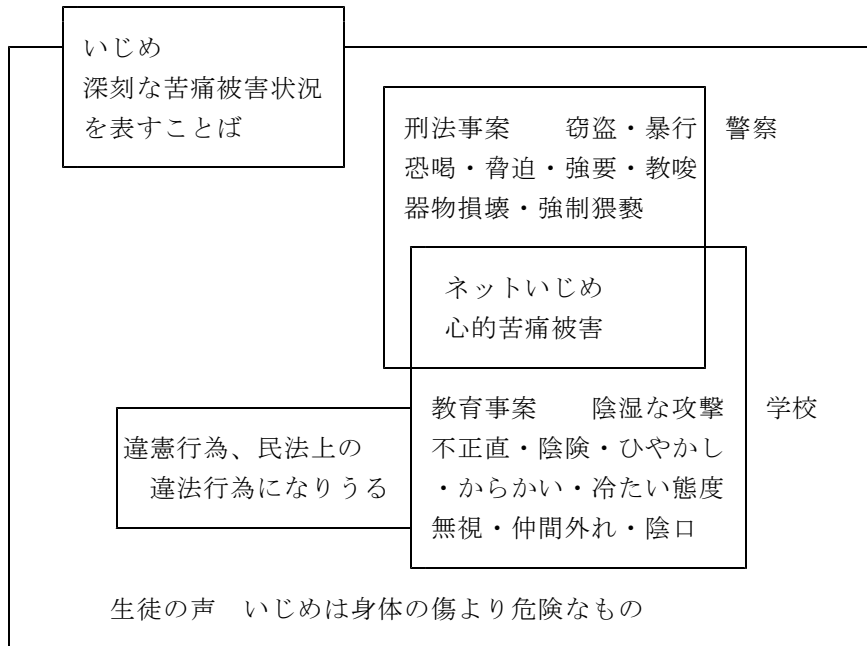 いじめ
深刻な苦痛被害状況
を表すことば
刑法事案　　窃盗・暴行　警察
恐喝・脅迫・強要・教唆
器物損壊・強制猥褻
ネットいじめ
心的苦痛被害
教育事案　　陰湿な攻撃　学校
不正直・陰険・ひやかし
・からかい・冷たい態度
無視・仲間外れ・陰口
違憲行為、民法上の
違法行為になりうる
生徒の声　いじめは身体の傷より危険なもの